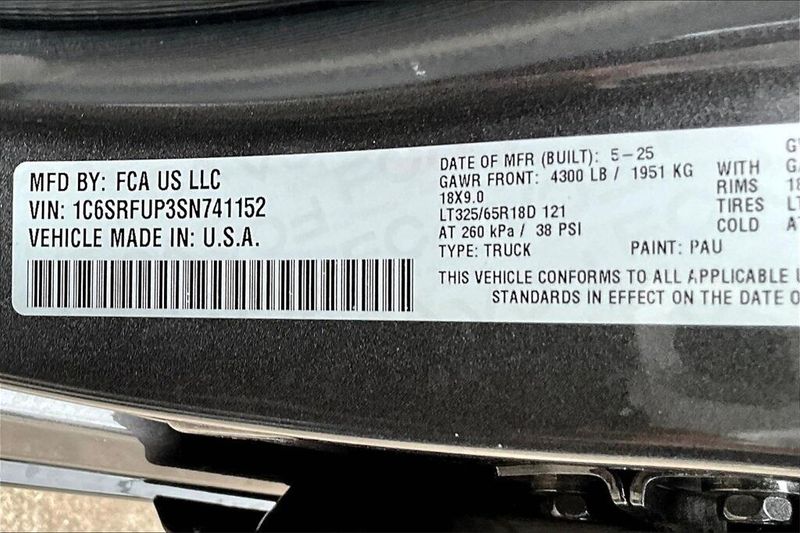 MFD BY: FCA US LLC
VIN: 1C6SRFUP3SN741152
VEHICLE MADE IN: U.S.A.
DATE OF MFR (BUILT): 5-25
GAWR FRONT: 4300 LB / 1951 KG WITH
18X9.0 RIMS 18
LT325/65R18D 121 TIRES LT
AT 260 kPa / 38 PSI COLD
TYPE: TRUCK PAINT: PAU
THIS VEHICLE CONFORMS TO ALL APPLICABLE
STANDARDS IN EFFECT ON THE DATE O